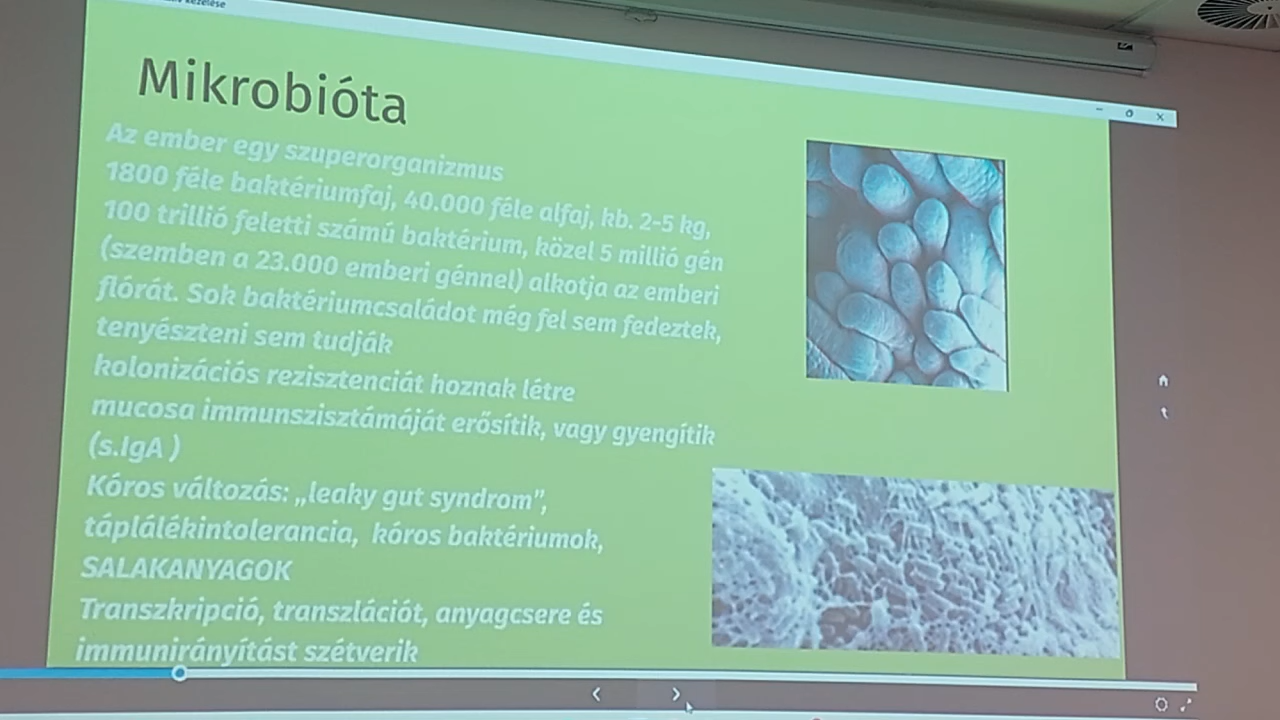 kezelése
Mikrobióta
Az ember egy szuperorganizmus
1800 féle baktériumfaj, 40.000 féle alfaj, kb. 2-5 kg,
100 trillió feletti számú baktérium, közel 5 millió gén
(szemben a 23.000 emberi génnel) alkotja az emberi
flórát. Sok baktériumcsaládot még fel sem fedeztek,
tenyészteni sem tudják
kolonizációs rezisztenciát hoznak létre
mucosa immunszisztámáját erősítik, vagy gyengítik
(s.IgA )
Kóros változás: „leaky gut syndrom”,
táplálékintolerancia, kóros baktériumok,
SALAKANYAGOK
Transzkripció, transzlációt, anyagcsere és
immunirányítást szétverik